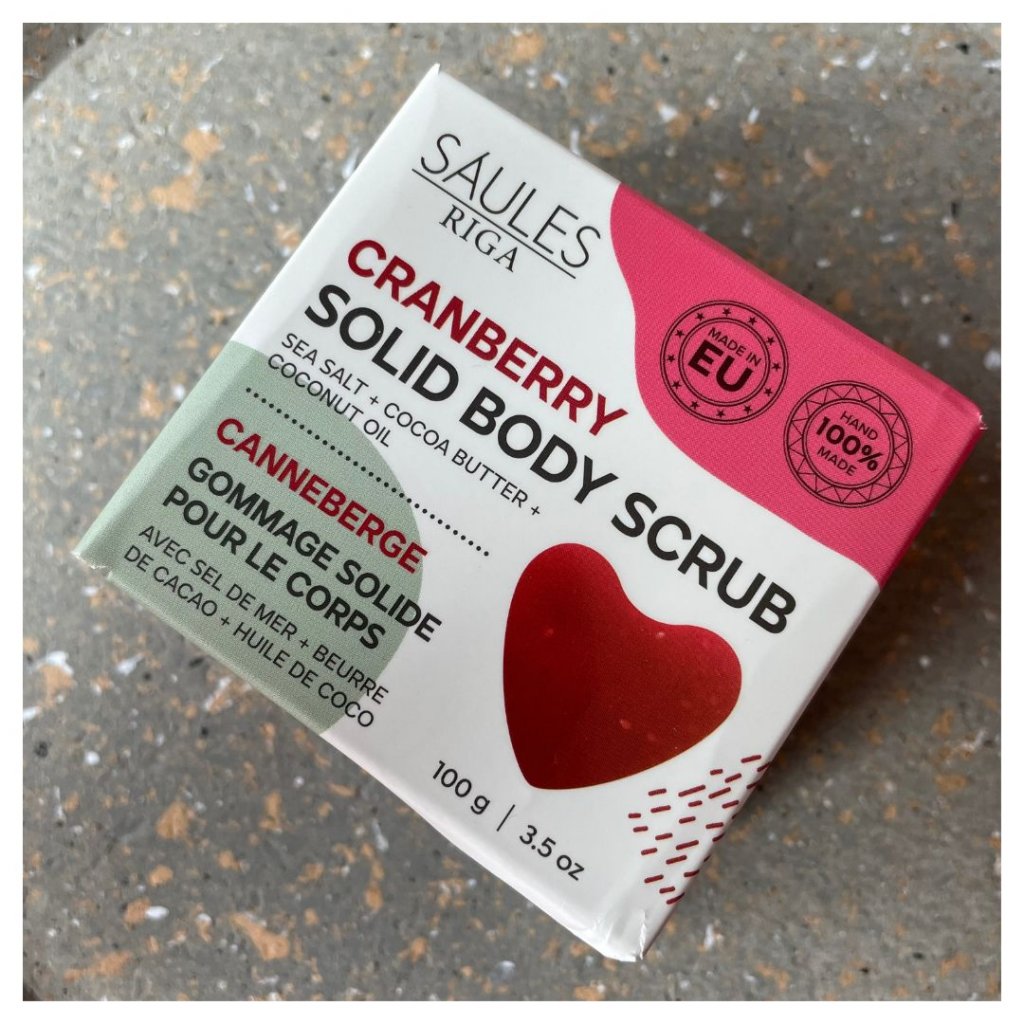 SÁULES
RIGA
CRANBERRY
SOLID BODY SCRUB
SEA SALT + COCOA BUTTER +
COCONUT OIL
CANNEBERGE
GOMMAGE SOLIDE
POUR LE CORPS
AVEC SEL DE MER + BEURRE
DE CACAO + HUILE DE COCO
MADE IN
EU
HAND
100%
MADE
100 g | 3.5 oz